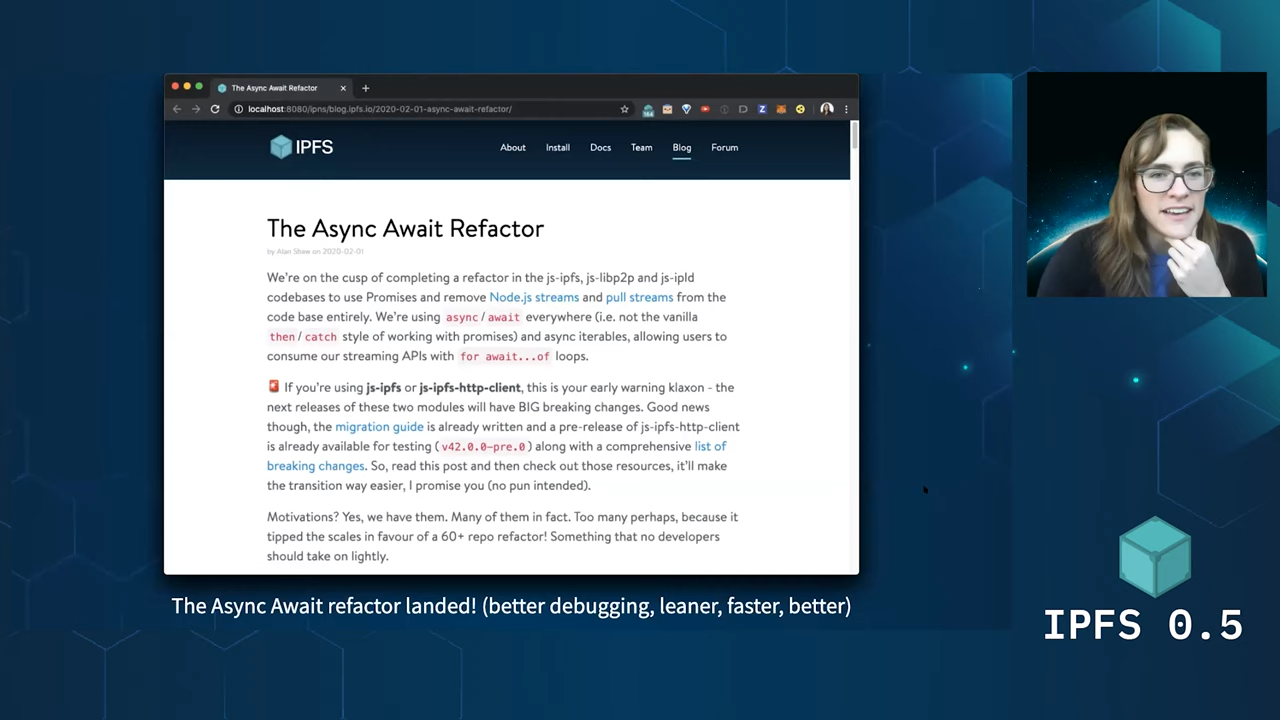 The Async Await Refactor
localhost:8080/ipns/blog.ipfs.io/2020-02-01-async-await-refactor/
IPFS
About Install Docs Team Blog Forum
The Async Await Refactor
by Alan Shaw on 2020-02-01
We're on the cusp of completing a refactor in the js-ipfs, js-libp2p and js-ipld
codebases to use Promises and remove Node.js streams and pull streams from the
code base entirely. We're using async / await everywhere (i.e. not the vanilla
then / catch style of working with promises) and async iterables, allowing users to
consume our streaming APIs with for await...of loops.
🚨 If you're using js-ipfs or js-ipfs-http-client, this is your early warning klaxon - the
next releases of these two modules will have BIG breaking changes. Good news
though, the migration guide is already written and a pre-release of js-ipfs-http-client
is already available for testing (v42.0.0-pre.0) along with a comprehensive list of
breaking changes. So, read this post and then check out those resources, it'll make
the transition way easier, I promise you (no pun intended).
Motivations? Yes, we have them. Many of them in fact. Too many perhaps, because it
tipped the scales in favour of a 60+ repo refactor! Something that no developers
should take on lightly.
The Async Await refactor landed! (better debugging, leaner, faster, better)
IPFS 0.5